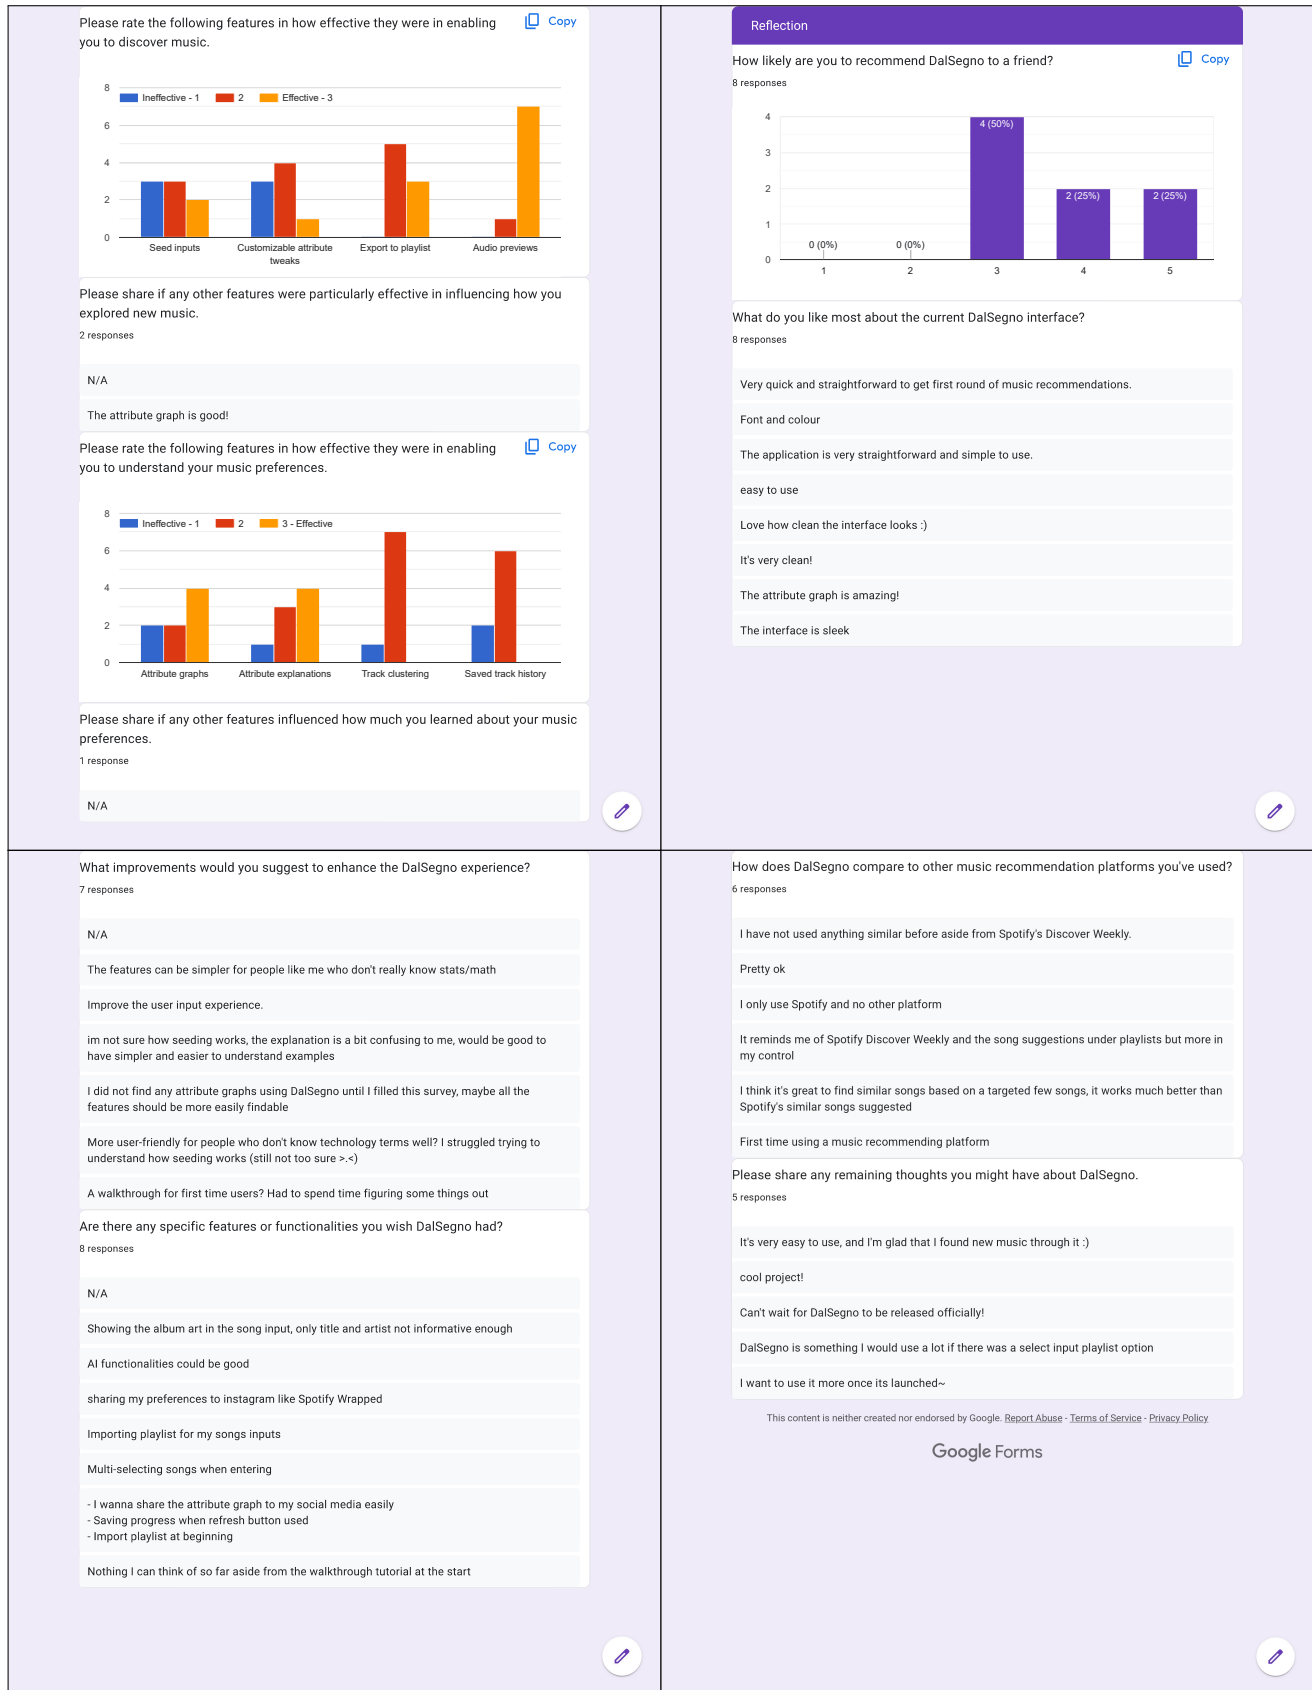 Please rate the following features in how effective they were in enabling
you to discover music.
Copy
8
6
4
2
0
Ineffective - 1
2
Effective - 3
Seed inputs
Customizable attribute
tweaks
Export to playlist
Audio previews
Please share if any other features were particularly effective in influencing how you
explored new music.
2 responses
N/A
The attribute graph is good!
Please rate the following features in how effective they were in enabling
you to understand your music preferences.
Copy
8
6
4
2
0
Ineffective - 1
2
3 - Effective
Attribute graphs
Attribute explanations
Track clustering
Saved track history
Please share if any other features influenced how much you learned about your music
preferences.
1 response
N/A
Reflection
How likely are you to recommend DalSegno to a friend?
Copy
8 responses
4
3
2
1
0
0 (0%)
0 (0%)
4 (50%)
2 (25%)
2 (25%)
1
2
3
4
5
What do you like most about the current DalSegno interface?
8 responses
Very quick and straightforward to get first round of music recommendations.
Font and colour
The application is very straightforward and simple to use.
easy to use
Love how clean the interface looks :)
It's very clean!
The attribute graph is amazing!
The interface is sleek
What improvements would you suggest to enhance the DalSegno experience?
7 responses
N/A
The features can be simpler for people like me who don't really know stats/math
Improve the user input experience.
im not sure how seeding works, the explanation is a bit confusing to me, would be good to
have simpler and easier to understand examples
I did not find any attribute graphs using DalSegno until I filled this survey, maybe all the
features should be more easily findable
More user-friendly for people who don't know technology terms well? I struggled trying to
understand how seeding works (still not too sure >.<)
A walkthrough for first time users? Had to spend time figuring some things out
Are there any specific features or functionalities you wish DalSegno had?
8 responses
N/A
Showing the album art in the song input, only title and artist not informative enough
AI functionalities could be good
sharing my preferences to instagram like Spotify Wrapped
Importing playlist for my songs inputs
Multi-selecting songs when entering
- I wanna share the attribute graph to my social media easily
- Saving progress when refresh button used
- Import playlist at beginning
Nothing I can think of so far aside from the walkthrough tutorial at the start
How does DalSegno compare to other music recommendation platforms you've used?
6 responses
I have not used anything similar before aside from Spotify's Discover Weekly.
Pretty ok
I only use Spotify and no other platform
It reminds me of Spotify Discover Weekly and the song suggestions under playlists but more in
my control
I think it's great to find similar songs based on a targeted few songs, it works much better than
Spotify's similar songs suggested
First time using a music recommending platform
Please share any remaining thoughts you might have about DalSegno.
5 responses
It's very easy to use, and I'm glad that I found new music through it :)
cool project!
Can't wait for DalSegno to be released officially!
DalSegno is something I would use a lot if there was a select input playlist option
I want to use it more once its launched~
This content is neither created nor endorsed by Google. Report Abuse - Terms of Service - Privacy Policy
Google Forms